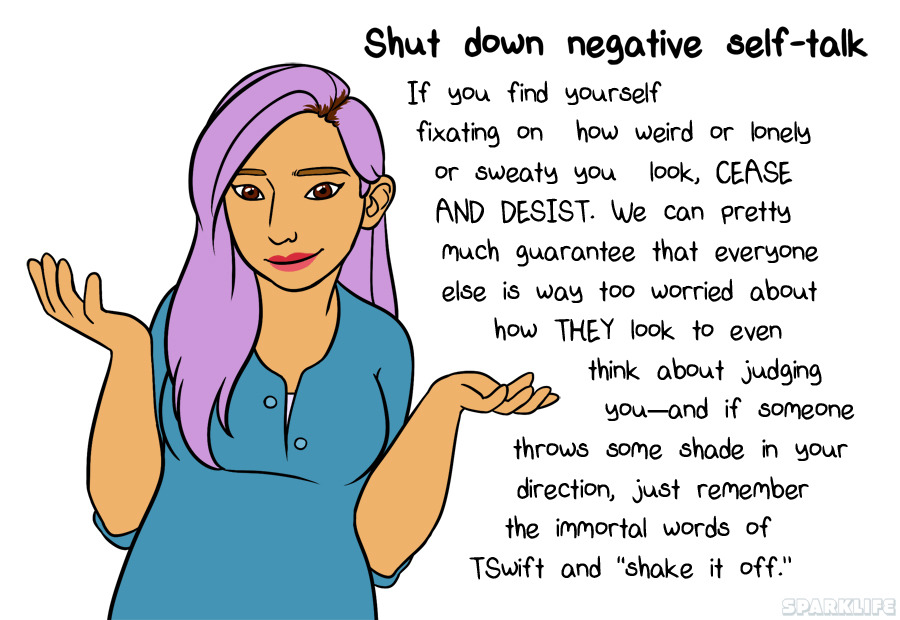 Shut down negative self-talk
If you find yourself
fixating on how weird or lonely
or sweaty you look, CEASE
AND DESIST. We can pretty
much guarantee that everyone
else is way too worried about
how THEY look to even
think about judging
you—and if someone
throws some shade in your
direction, just remember
the immortal words of
TSwift and "shake it off."
SPARKLIFE